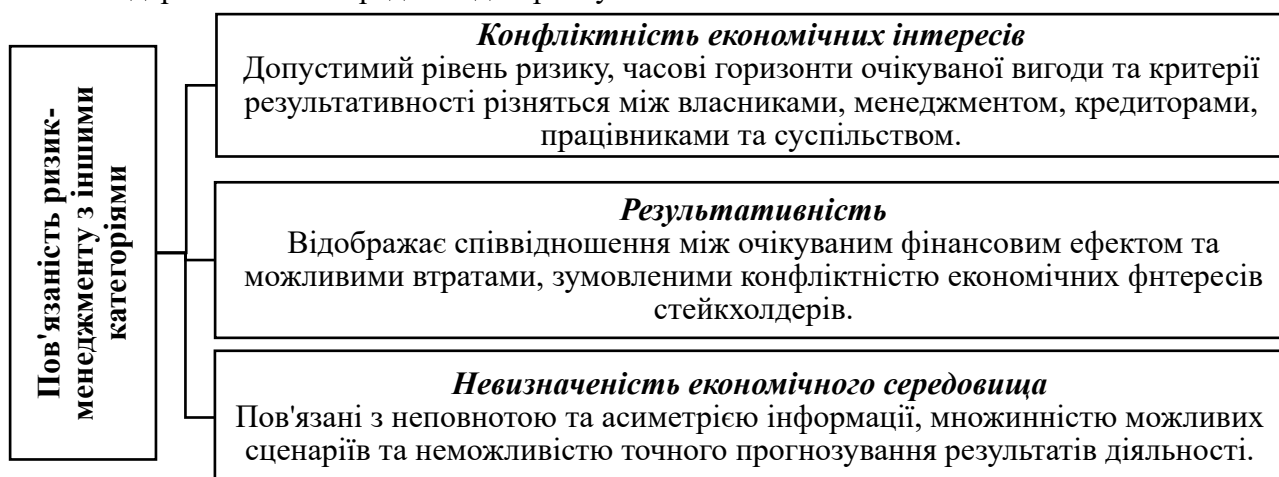 Пов'язаність ризик-
менеджменту з іншими
категоріями
Конфліктність економічних інтересів
Допустимий рівень ризику, часові горизонти очікуваної вигоди та критерії
результативності різняться між власниками, менеджментом, кредиторами,
працівниками та суспільством.
Результативність
Відображає співвідношення між очікуваним фінансовим ефектом та
можливими втратами, зумовленими конфліктністю економічних фнтересів
стейкхолдерів.
Невизначеність економічного середовища
Пов'язані з неповнотою та асиметрією інформації, множинністю можливих
сценаріїв та неможливістю точного прогнозування результатів діяльності.